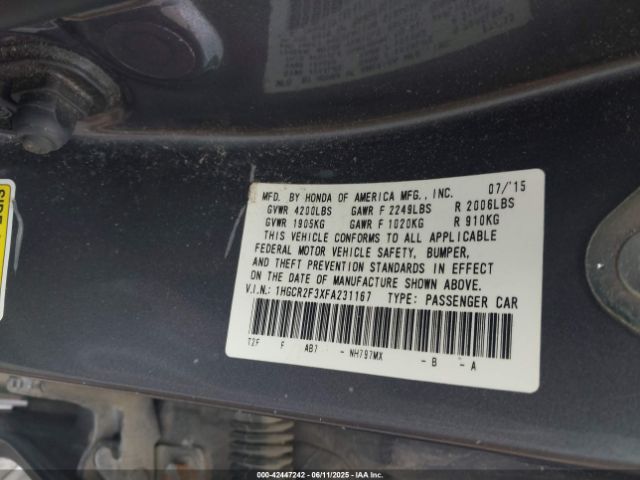 MFD. BY HONDA OF AMERICA MFG., INC. 07/'15
GVWR 4200LBS GAWR F 2249LBS R 2006LBS
GVWR 1905KG GAWR F 1020KG R 910KG
THIS VEHICLE CONFORMS TO ALL APPLICABLE
FEDERAL MOTOR VEHICLE SAFETY, BUMPER,
AND THEFT PREVENTION STANDARDS IN EFFECT
ON THE DATE OF MANUFACTURE SHOWN ABOVE.
V.I.N.: 1HGCR2F3XFA231167 TYPE: PASSENGER CAR
T2F F AB7 - NH797MX - B - A
000-42447242 - 06/11/2025 - IAAI, Inc.